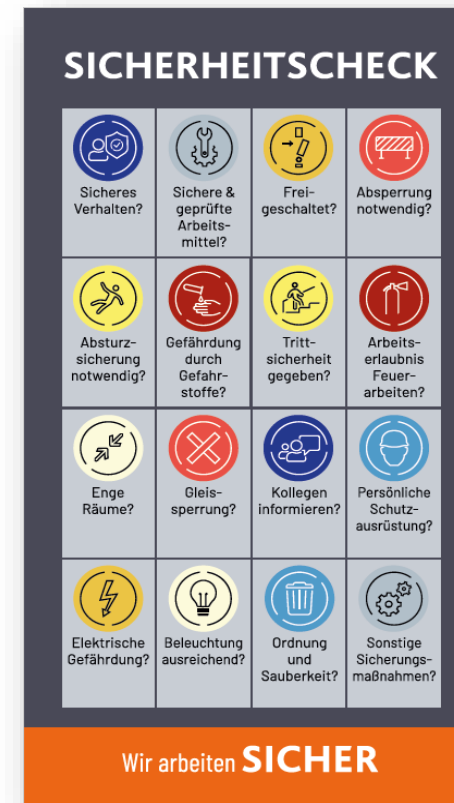 SICHERHEITSCHECK
Sicheres
Verhalten?
Sichere &
geprüfte
Arbeits-
mittel?
Frei-
geschaltet?
Absperrung
notwendig?
Absturz-
sicherung
notwendig?
Gefährdung
durch
Gefahr-
stoffe?
Tritt-
sicherheit
gegeben?
Arbeits-
erlaubnis
Feuer-
arbeiten?
Enge
Räume?
Gleis-
sperrung?
Kollegen
informieren?
Persönliche
Schutz-
ausrüstung?
Elektrische
Gefährdung?
Beleuchtung
ausreichend?
Ordnung
und
Sauberkeit?
Sonstige
Sicherungs-
maßnahmen?
Wir arbeiten SICHER